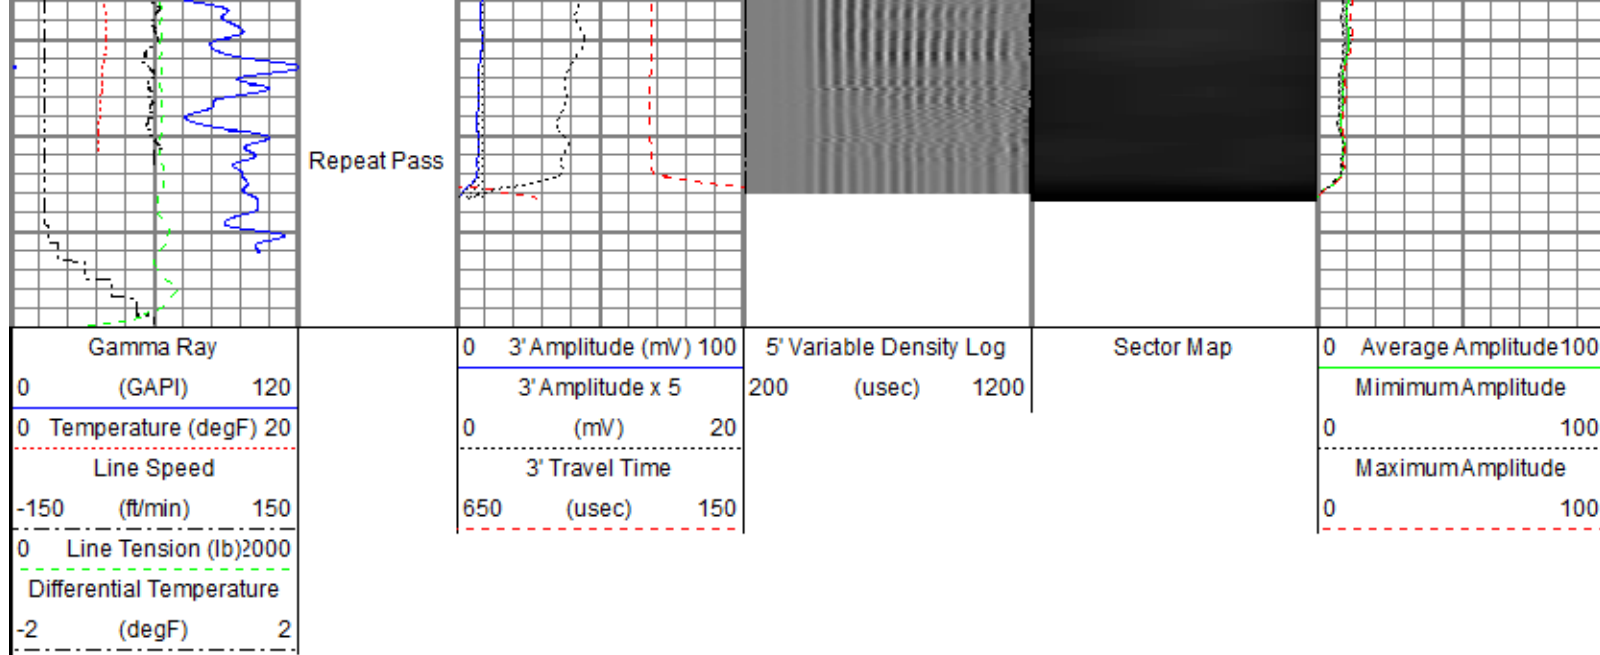 Repeat Pass
Gamma Ray
0 (GAPI) 120
0 Temperature (degF) 20
Line Speed
-150 (ft/min) 150
0 Line Tension (lb) 2000
Differential Temperature
-2 (degF) 2
0 3' Amplitude (mV) 100
3' Amplitude x 5
0 (mV) 20
3' Travel Time
650 (usec) 150
5' Variable Density Log
200 (usec) 1200
Sector Map
0 Average Amplitude 100
Mimimum Amplitude
0 100
Maximum Amplitude
0 100